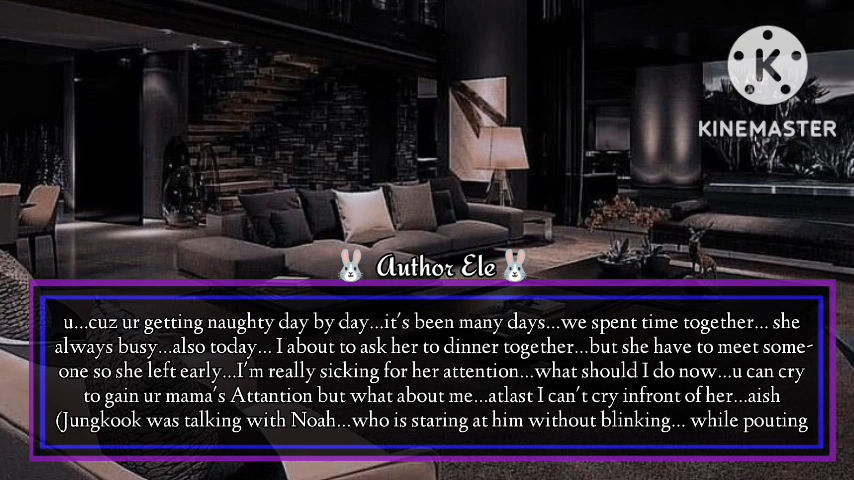 KINEMASTER
Author Ele
u...cuz ur getting naughty day by day...it's been many days...we spent time together... she
always busy...also today... I about to ask her to dinner together...but she have to meet some-
one so she left early...I'm really sicking for her attention...what should I do now...u can cry
to gain ur mama's Attantion but what about me...atlast I can't cry infront of her...aish
(Jungkook was talking with Noah...who is staring at him without blinking... while pouting